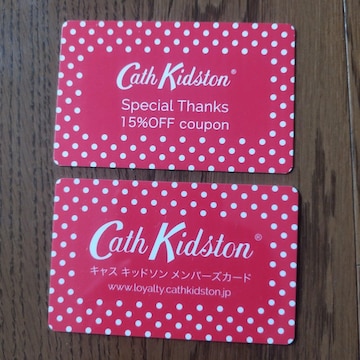 Cath Kidston®
Special Thanks
15%OFF coupon
Cath Kidston®
キャス キッドソン メンバーズカード
www.loyalty.cathkidston.jp